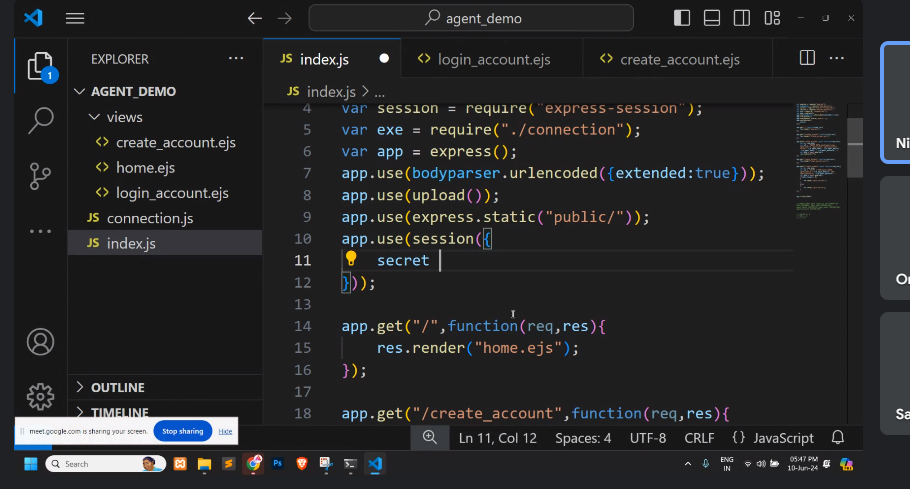 agent_demo
EXPLORER
AGENT_DEMO
views
create_account.ejs
home.ejs
login_account.ejs
JS connection.js
JS index.js
OUTLINE
TIMELINE
1
JS index.js
login_account.ejs
create_account.ejs
JS index.js > ...
4 var session = require("express-session");
5 var exe = require("./connection");
6 var app = express();
7 app.use(bodyparser.urlencoded({extended:true}));
8 app.use(upload());
9 app.use(express.static("public/"));
10 app.use(session({
11 secret
12 }));
13
14 app.get("/",function(req,res){
15 res.render("home.ejs");
16 });
17
18 app.get("/create_account",function(req,res){
meet.google.com is sharing your screen.
Stop sharing
Hide
Ln 11, Col 12
Spaces: 4
UTF-8
CRLF
{} JavaScript
Search
Ps
ENG
IN
05:47 PM
10-Jun-24
Ni
Or
Sa